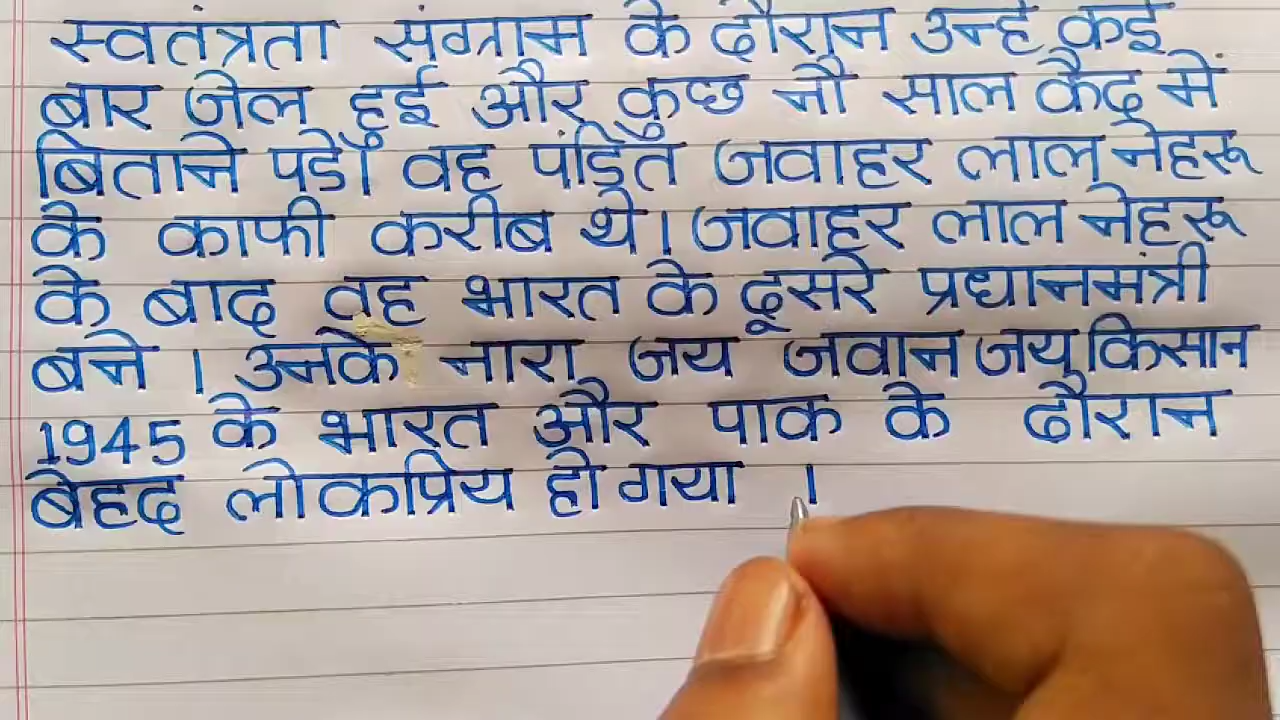 स्वतंत्रता संग्राम के दौरान उन्हे कई
बार जेल हुई और कुछ नौ साल कैद में
बिताने पडे। वह पंडित जवाहर लाल नेहरू
के काफी करीब थे। जवाहर लाल नेहरू
के बाद वह भारत के दूसरे प्रधानमंत्री
बने । उनके नारा जय जवान जय किसान
1945 के भारत और पाक के दौरान
बेहद लोकप्रिय हो गया ।